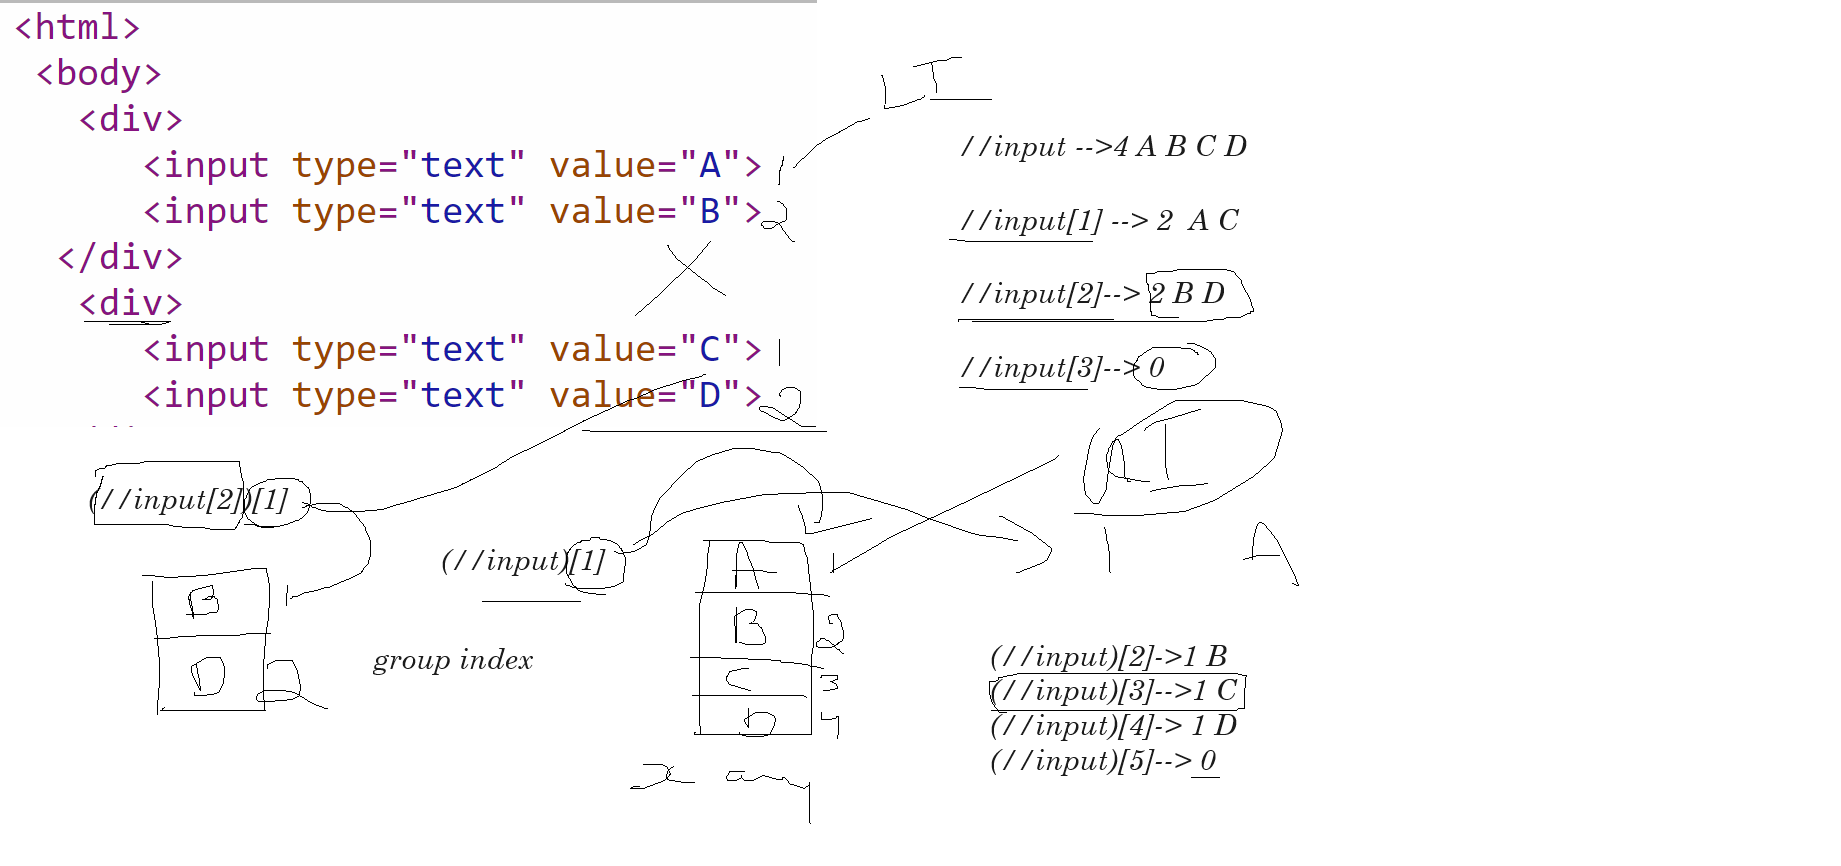 <html>
<body>
<div>
<input type="text" value="A"> 1
<input type="text" value="B"> 2
</div>
<div>
<input type="text" value="C"> 1
<input type="text" value="D"> 2
LI
//input -->4 A B C D
//input[1] --> 2 A C
//input[2]--> 2 B D
//input[3]--> 0
(//input[2])[1]
B 1
D 2
(//input)[1]
group index
A 1
B 2
C 3
D 4
1 A
(//input)[2]->1 B
(//input)[3]-->1 C
(//input)[4]-> 1 D
(//input)[5]--> 0